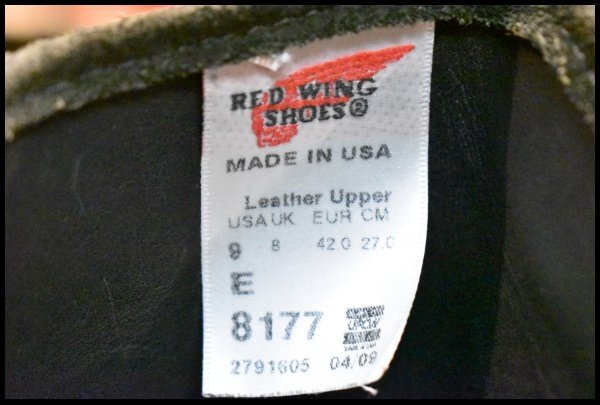 RED WING
SHOES®
MADE IN USA
Leather Upper
USA UK EUR CM
9 8 42.0 27.0
E
8177
2791605 04/09